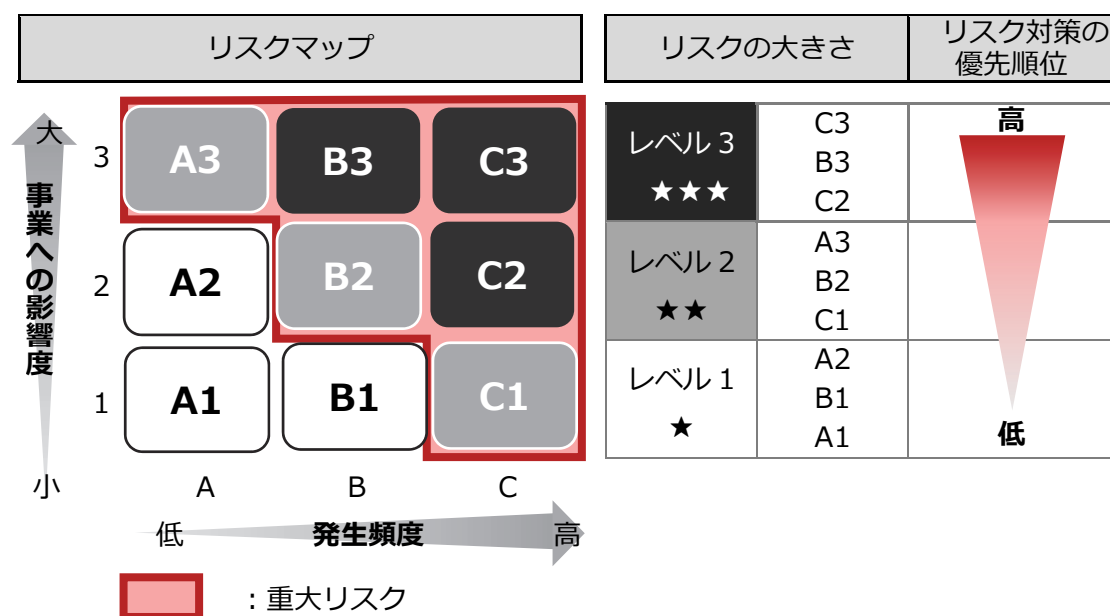 リスクマップ
大
事業への影響度
小
3
2
1
A3
B3
C3
A2
B2
C2
A1
B1
C1
A
B
C
低
発生頻度
高
：重大リスク
リスクの大きさ
リスク対策の
優先順位
レベル 3
★★★
C3
B3
C2
レベル 2
★★
A3
B2
C1
レベル 1
★
A2
B1
A1
高
低